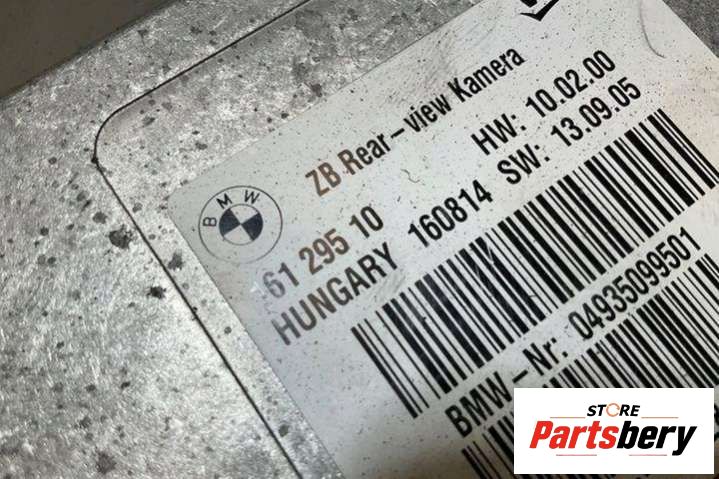 ZB Rear-view Kamera
HW: 10.02.00
BMW
61 295 10
HUNGARY 160814 SW: 13.09.05
BMW-Nr: 04935099501
STORE
Partsbery